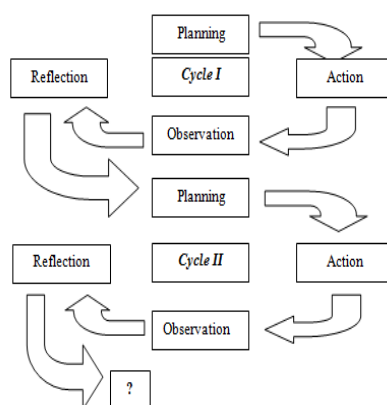 Planning
Reflection
Cycle I
Action
Observation
Planning
Reflection
Cycle II
Action
Observation
?